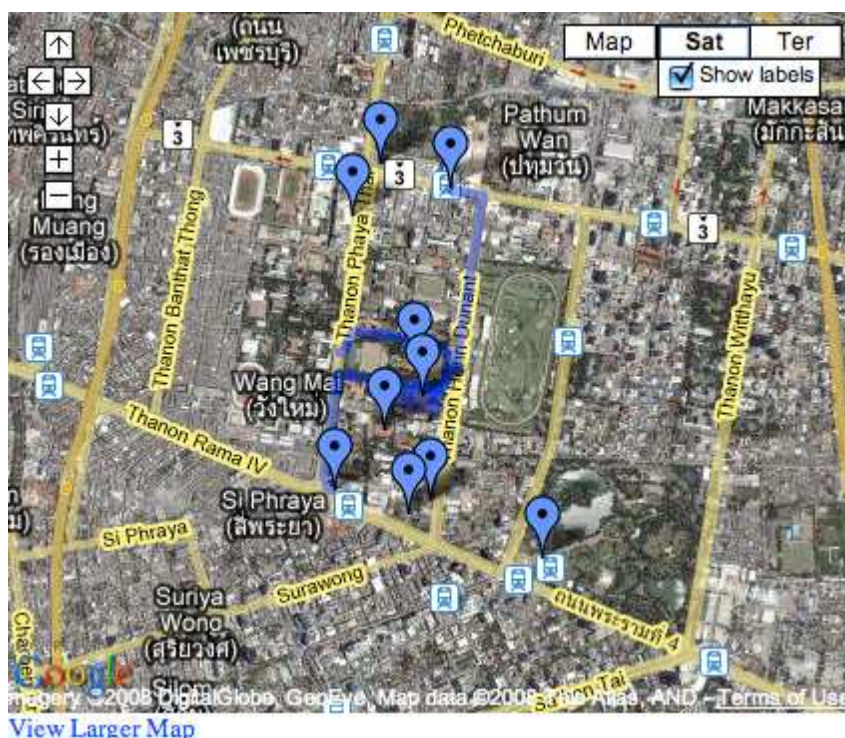 (ถนน
เพชรบุรี)
Phetchaburi
Map
Sat
Ter
Show labels
Makkasa
(มักกะสัน
Pathum
Wan
(ปทุมวัน)
3
3
3
Muang
(รองเมือง)
Thanon Banthat Thong
Thanon Phaya Thai
Thanon Henri Dunant
Thanon Witthayu
Wang Mai
(วังใหม่)
Thanon Rama IV
Si Phraya
(สี่พระยา)
Si Phraya
Surawong
ถนนพระรามที่ 4
Suriya
Wong
(สุริยวงศ์)
Silom
Google
Imagery ©2008 DigitalGlobe, GeoEye, Map data ©2008 Tele Atlas, AND - Terms of Use
View Larger Map